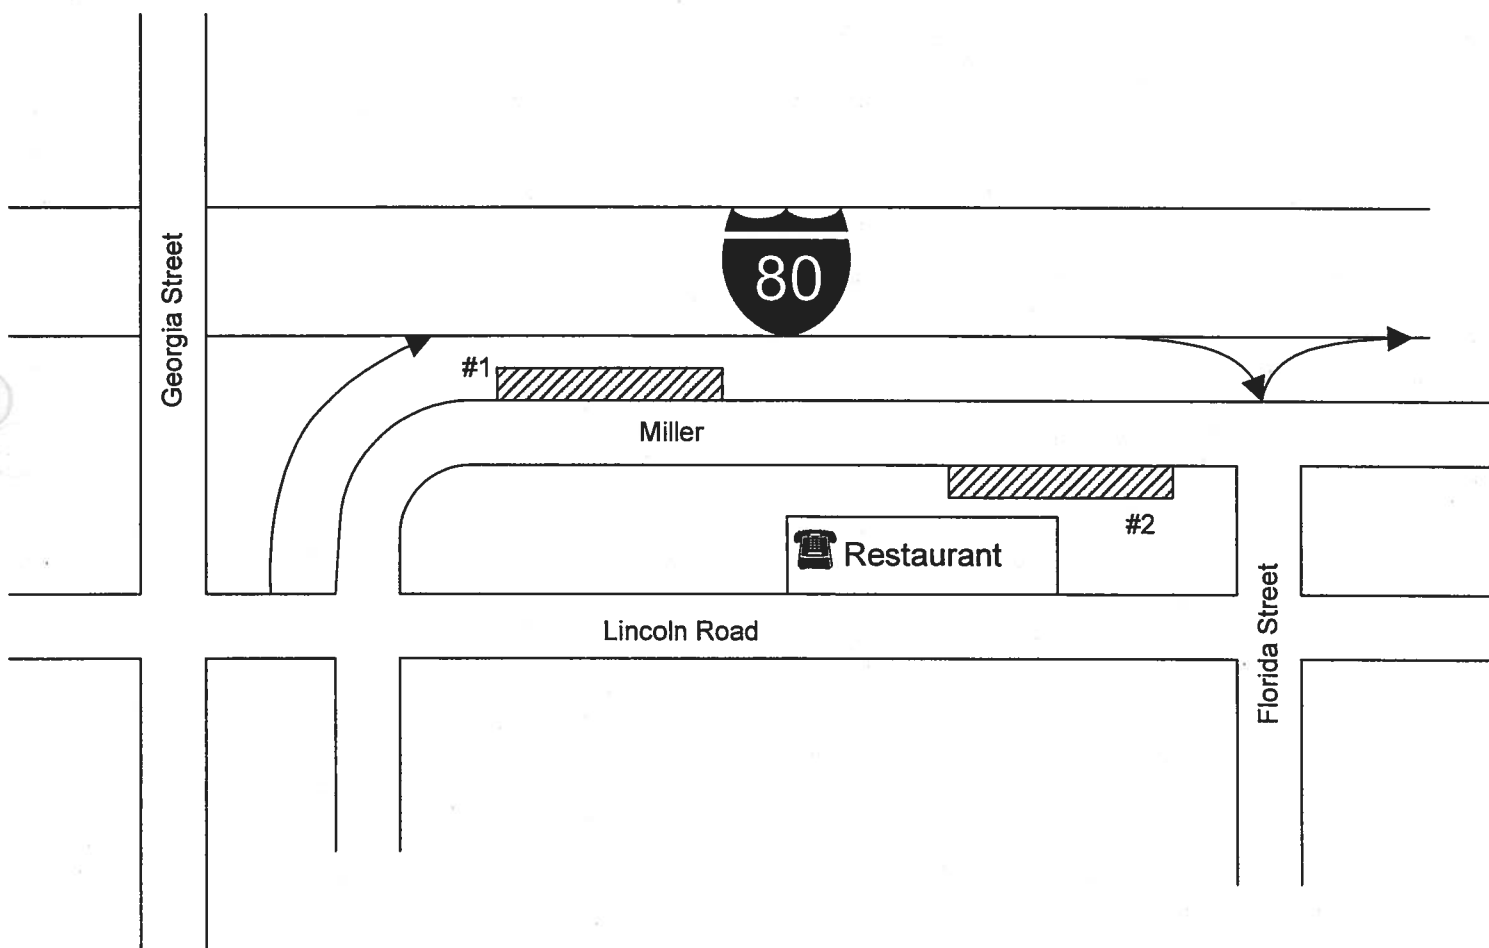 Georgia Street
80
#1
Miller
#2
Restaurant
Lincoln Road
Florida Street